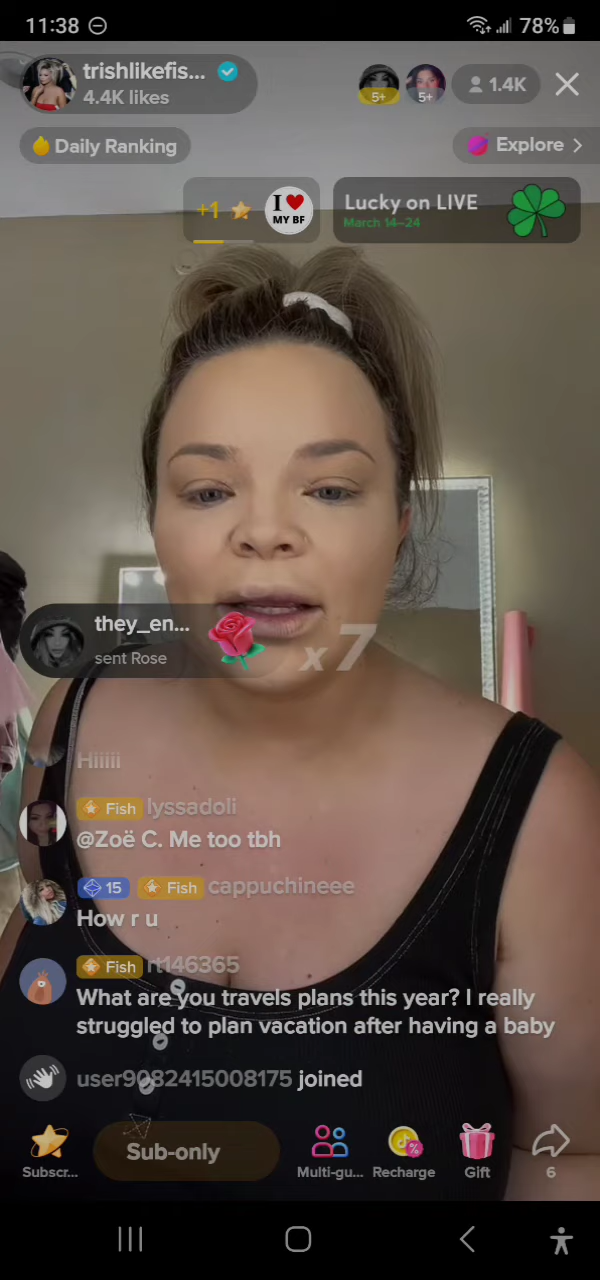 11:38
78%
trishlikefis...
4.4K likes
5+
5+
1.4K
Daily Ranking
Explore >
+1
I ❤ MY BF
Lucky on LIVE
March 14–24
they_en...
sent Rose
x7
Hiiiii
Fish lyssadoli
@Zoë C. Me too tbh
15 Fish cappuchineee
How r u
Fish rt146365
What are you travels plans this year? I really
struggled to plan vacation after having a baby
user9082415008175 joined
Subscr...
Sub-only
Multi-gu...
Recharge
Gift
6